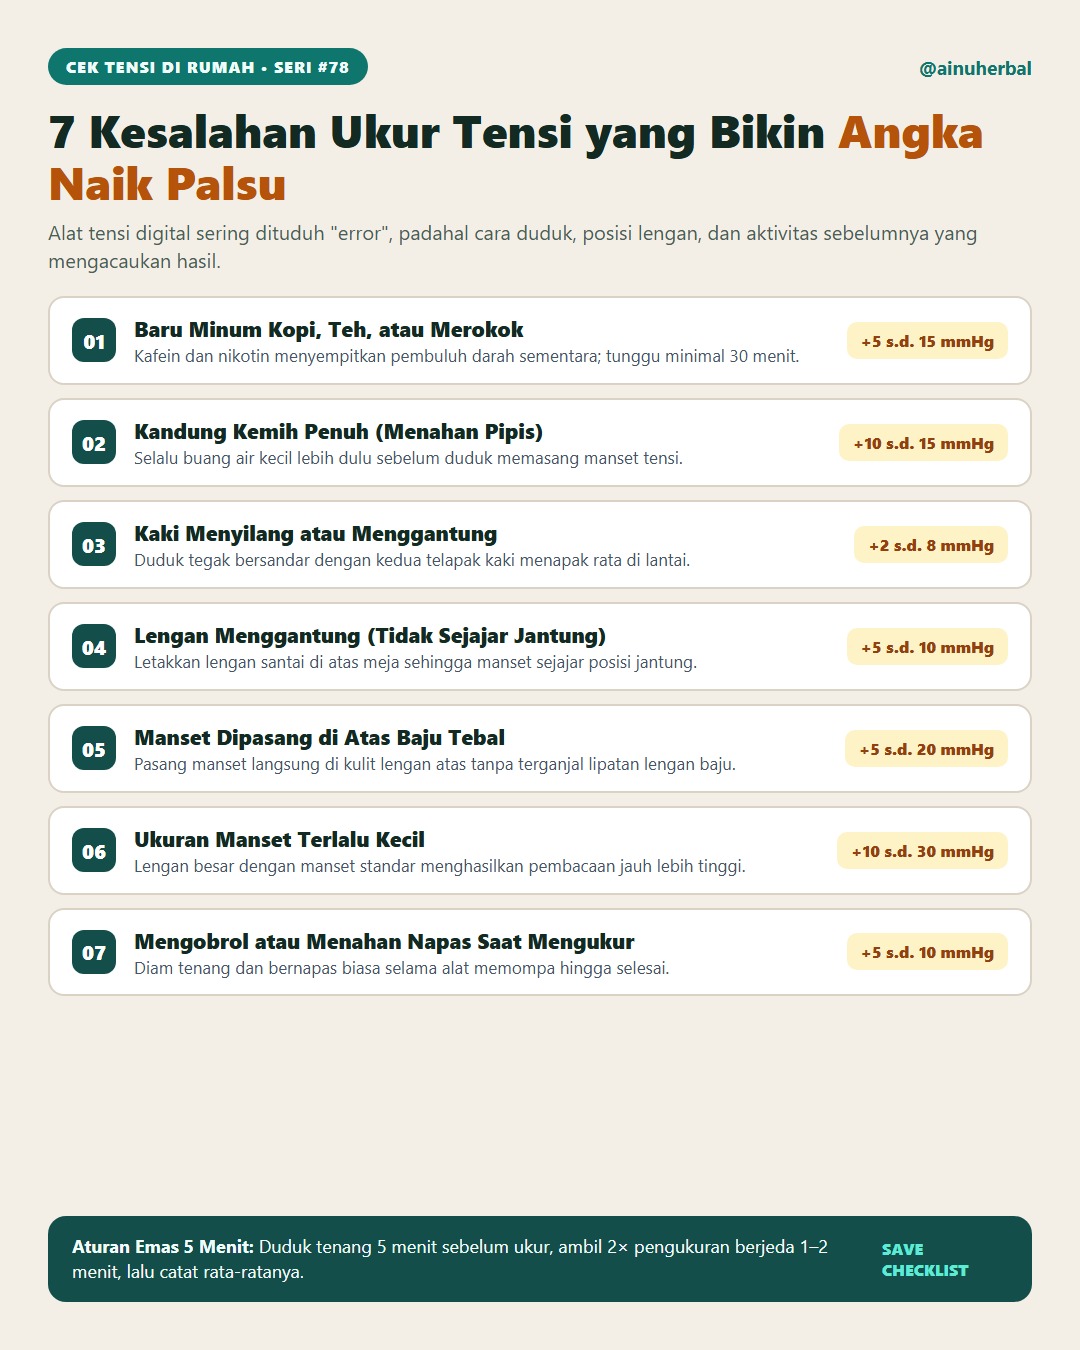 CEK TENSI DI RUMAH • SERI #78
@ainuherbal
7 Kesalahan Ukur Tensi yang Bikin Angka
Naik Palsu
Alat tensi digital sering dituduh "error", padahal cara duduk, posisi lengan, dan aktivitas sebelumnya yang
mengacaukan hasil.
01
Baru Minum Kopi, Teh, atau Merokok
Kafein dan nikotin menyempitkan pembuluh darah sementara; tunggu minimal 30 menit.
+5 s.d. 15 mmHg
02
Kandung Kemih Penuh (Menahan Pipis)
Selalu buang air kecil lebih dulu sebelum duduk memasang manset tensi.
+10 s.d. 15 mmHg
03
Kaki Menyilang atau Menggantung
Duduk tegak bersandar dengan kedua telapak kaki menapak rata di lantai.
+2 s.d. 8 mmHg
04
Lengan Menggantung (Tidak Sejajar Jantung)
Letakkan lengan santai di atas meja sehingga manset sejajar posisi jantung.
+5 s.d. 10 mmHg
05
Manset Dipasang di Atas Baju Tebal
Pasang manset langsung di kulit lengan atas tanpa terganjal lipatan lengan baju.
+5 s.d. 20 mmHg
06
Ukuran Manset Terlalu Kecil
Lengan besar dengan manset standar menghasilkan pembacaan jauh lebih tinggi.
+10 s.d. 30 mmHg
07
Mengobrol atau Menahan Napas Saat Mengukur
Diam tenang dan bernapas biasa selama alat memompa hingga selesai.
+5 s.d. 10 mmHg
Aturan Emas 5 Menit: Duduk tenang 5 menit sebelum ukur, ambil 2× pengukuran berjeda 1–2
menit, lalu catat rata-ratanya.
SAVE
CHECKLIST